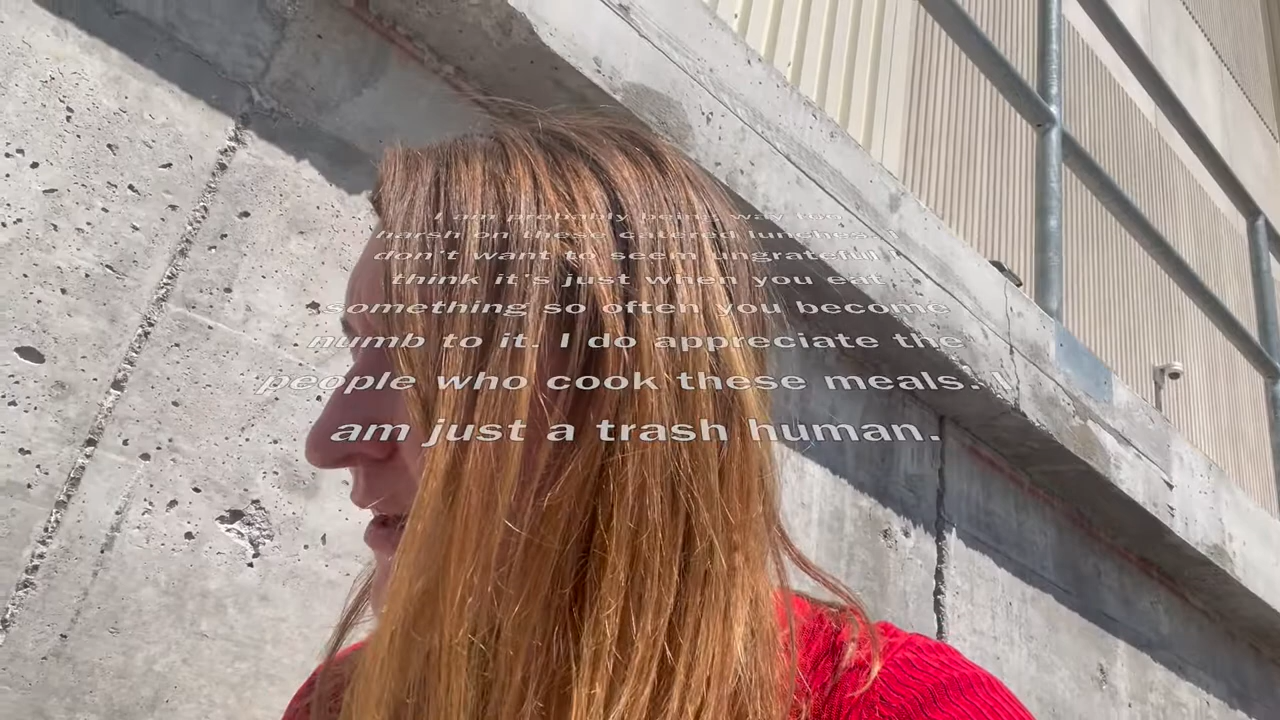 I am probably being way too
harsh on these catered lunches. I
don't want to seem ungrateful I
think it's just when you eat
something so often you become
numb to it. I do appreciate the
people who cook these meals. I
am just a trash human.